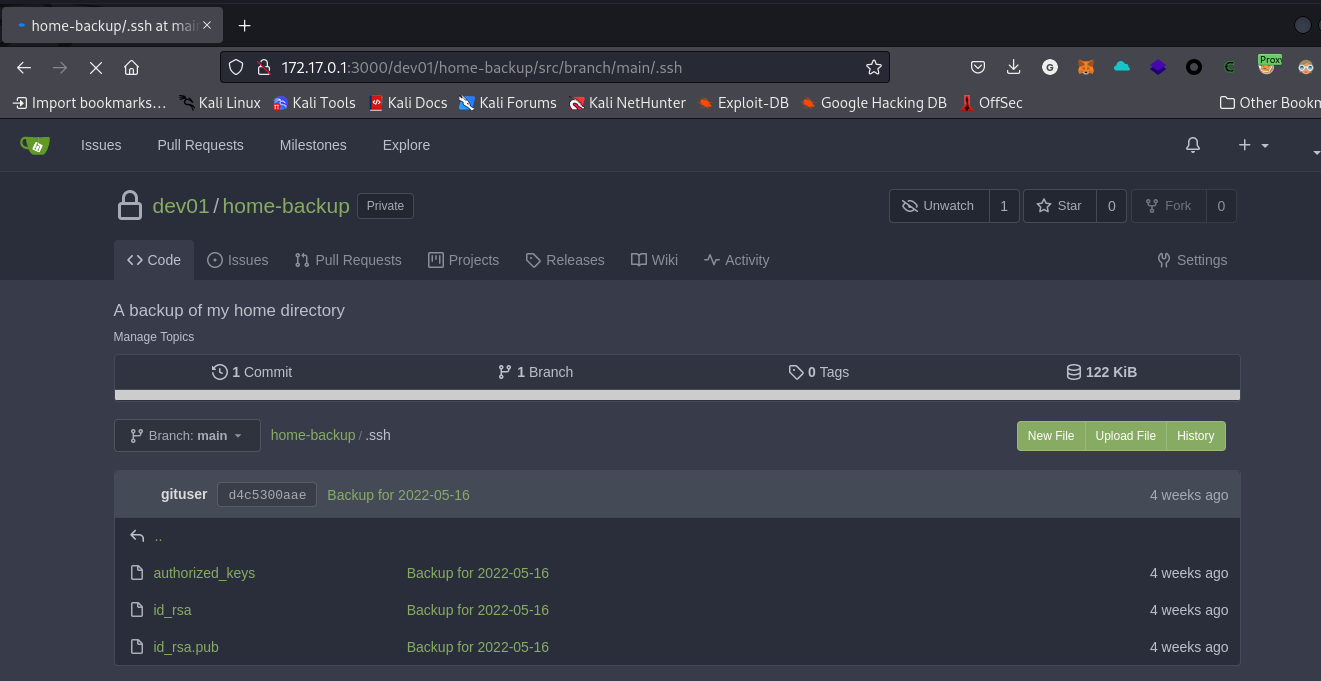 home-backup/.ssh at mai
172.17.0.1:3000/dev01/home-backup/src/branch/main/.ssh
Import bookmarks… Kali Linux Kali Tools Kali Docs Kali Forums Kali NetHunter Exploit-DB Google Hacking DB OffSec Other Bookm
Issues Pull Requests Milestones Explore
dev01/home-backup Private Unwatch 1 Star 0 Fork 0
Code Issues Pull Requests Projects Releases Wiki Activity Settings
A backup of my home directory
Manage Topics
1 Commit 1 Branch 0 Tags 122 KiB
Branch: main home-backup/.ssh New File Upload File History
gituser d4c5300aae Backup for 2022-05-16 4 weeks ago
..
authorized_keys Backup for 2022-05-16 4 weeks ago
id_rsa Backup for 2022-05-16 4 weeks ago
id_rsa.pub Backup for 2022-05-16 4 weeks ago